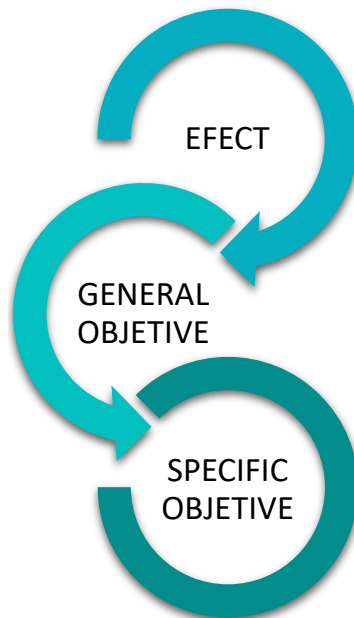 EFECT
GENERAL
OBJETIVE
SPECIFIC
OBJETIVE